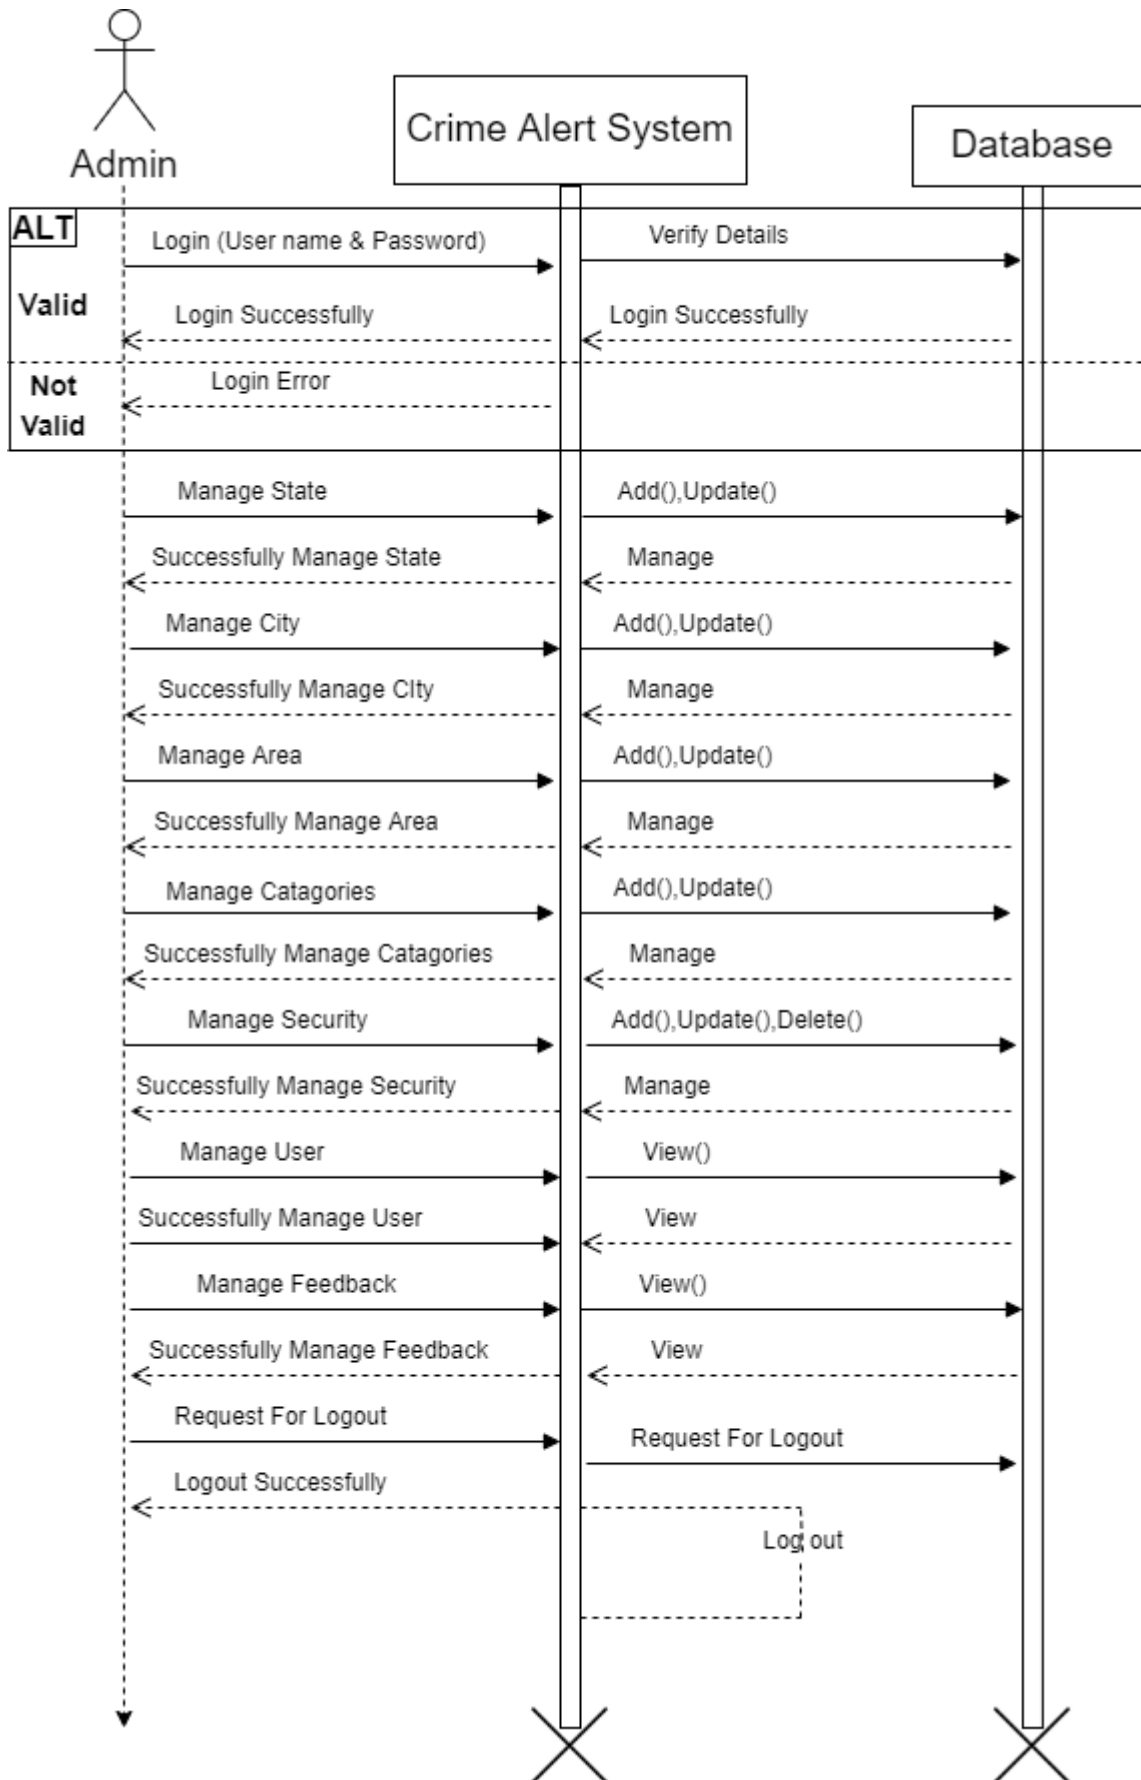 Admin
Crime Alert System
Database
ALT
Login (User name & Password)
Verify Details
Valid
Login Successfully
Login Successfully
Not
Valid
Login Error
Manage State
Add(),Update()
Successfully Manage State
Manage
Manage City
Add(),Update()
Successfully Manage CIty
Manage
Manage Area
Add(),Update()
Successfully Manage Area
Manage
Manage Catagories
Add(),Update()
Successfully Manage Catagories
Manage
Manage Security
Add(),Update(),Delete()
Successfully Manage Security
Manage
Manage User
View()
Successfully Manage User
View
Manage Feedback
View()
Successfully Manage Feedback
View
Request For Logout
Request For Logout
Logout Successfully
Log out